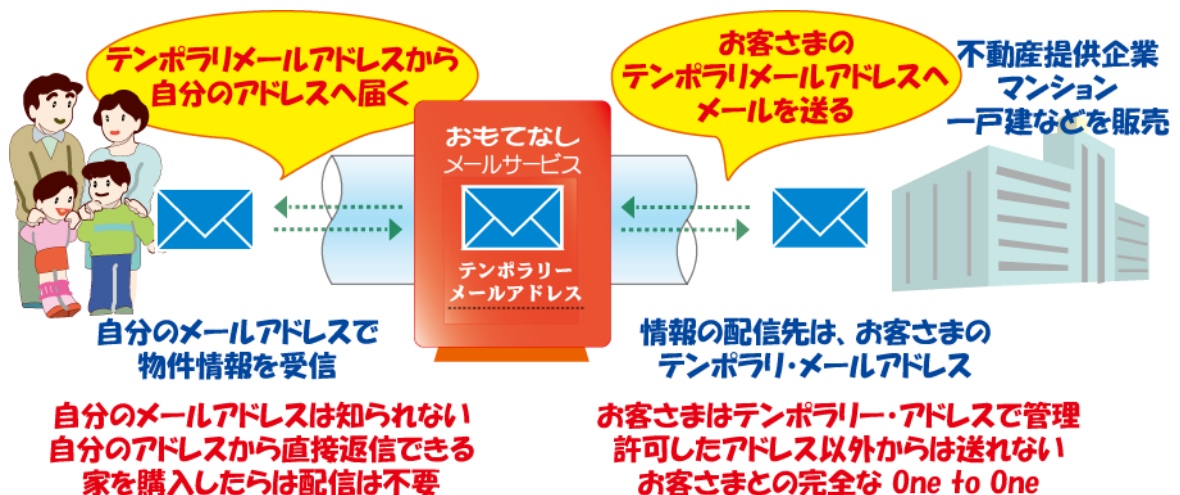 テンポラリメールアドレスから
自分のアドレスへ届く
お客さまの
テンポラリメールアドレスへ
メールを送る
不動産提供企業
マンション
一戸建などを販売
おもてなし
メールサービス
テンポラリー
メールアドレス
自分のメールアドレスで
物件情報を受信
情報の配信先は、お客さまの
テンポラリ・メールアドレス
自分のメールアドレスは知られない
自分のアドレスから直接返信できる
家を購入したらは配信は不要
お客さまはテンポラリー・アドレスで管理
許可したアドレス以外からは送れない
お客さまとの完全な One to One